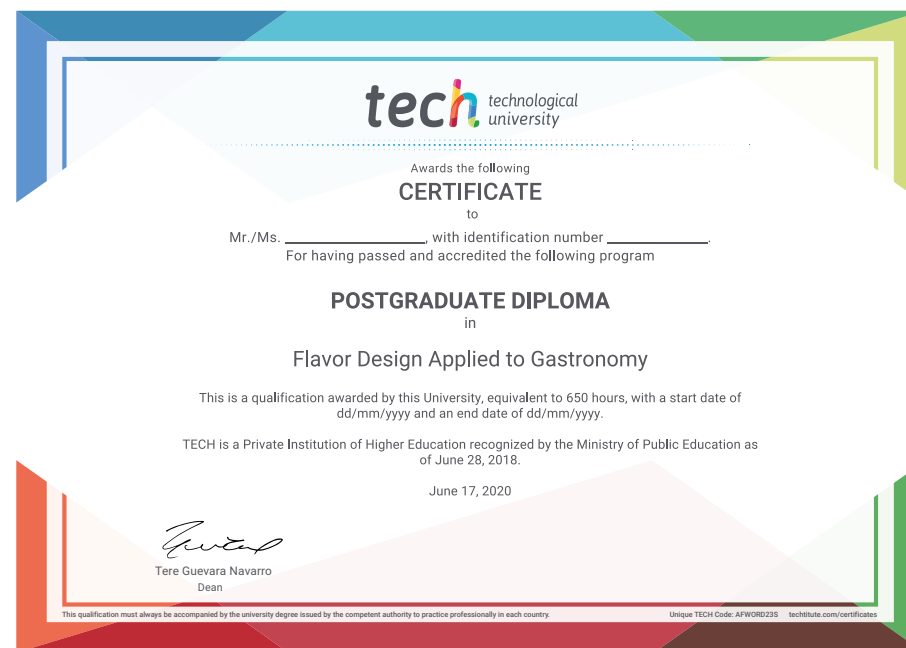 tech technological
university
Awards the following
CERTIFICATE
to
Mr./Ms. ____________________, with identification number ______________.
For having passed and accredited the following program
POSTGRADUATE DIPLOMA
in
Flavor Design Applied to Gastronomy
This is a qualification awarded by this University, equivalent to 650 hours, with a start date of
dd/mm/yyyy and an end date of dd/mm/yyyy.
TECH is a Private Institution of Higher Education recognized by the Ministry of Public Education as
of June 28, 2018.
June 17, 2020
Tere Guevara Navarro
Dean
This qualification must always be accompanied by the university degree issued by the competent authority to practice professionally in each country.
Unique TECH Code: AFWORD23S techtitute.com/certificates